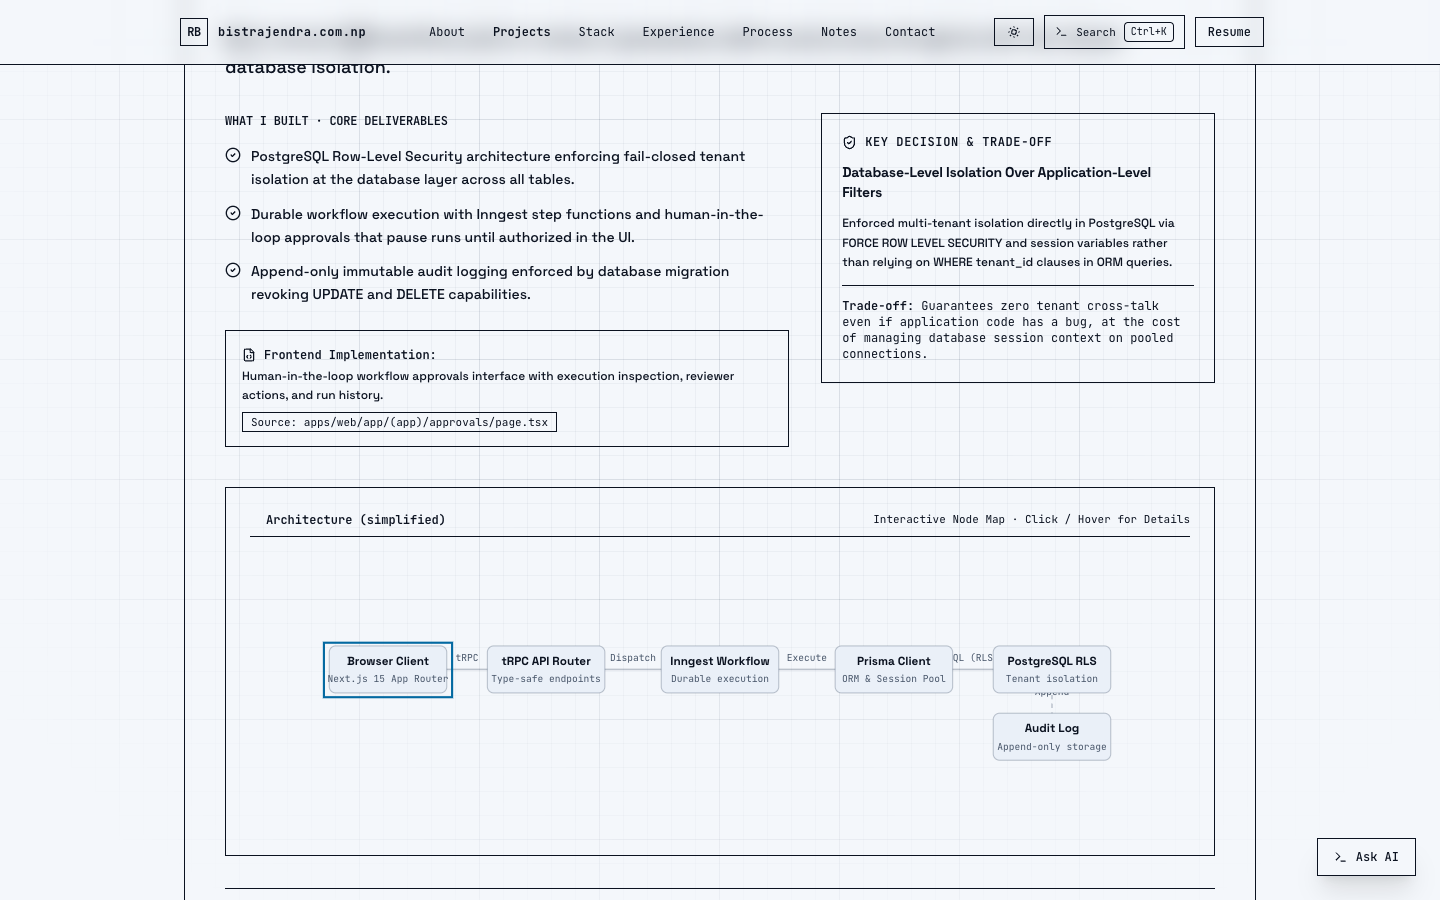 RB bistrajendra.com.np About Projects Stack Experience Process Notes Contact Search Ctrl+K Resume
database isolation.
WHAT I BUILT · CORE DELIVERABLES
PostgreSQL Row-Level Security architecture enforcing fail-closed tenant
isolation at the database layer across all tables.
Durable workflow execution with Inngest step functions and human-in-the-
loop approvals that pause runs until authorized in the UI.
Append-only immutable audit logging enforced by database migration
revoking UPDATE and DELETE capabilities.
Frontend Implementation:
Human-in-the-loop workflow approvals interface with execution inspection, reviewer
actions, and run history.
Source: apps/web/app/(app)/approvals/page.tsx
KEY DECISION & TRADE-OFF
Database-Level Isolation Over Application-Level
Filters
Enforced multi-tenant isolation directly in PostgreSQL via
FORCE ROW LEVEL SECURITY and session variables rather
than relying on WHERE tenant_id clauses in ORM queries.
Trade-off: Guarantees zero tenant cross-talk
even if application code has a bug, at the cost
of managing database session context on pooled
connections.
Architecture (simplified)
Interactive Node Map · Click / Hover for Details
Browser Client
Next.js 15 App Router
tRPC
tRPC API Router
Type-safe endpoints
Dispatch
Inngest Workflow
Durable execution
Execute
Prisma Client
ORM & Session Pool
QL (RLS
PostgreSQL RLS
Tenant isolation
Append
Audit Log
Append-only storage
Ask AI